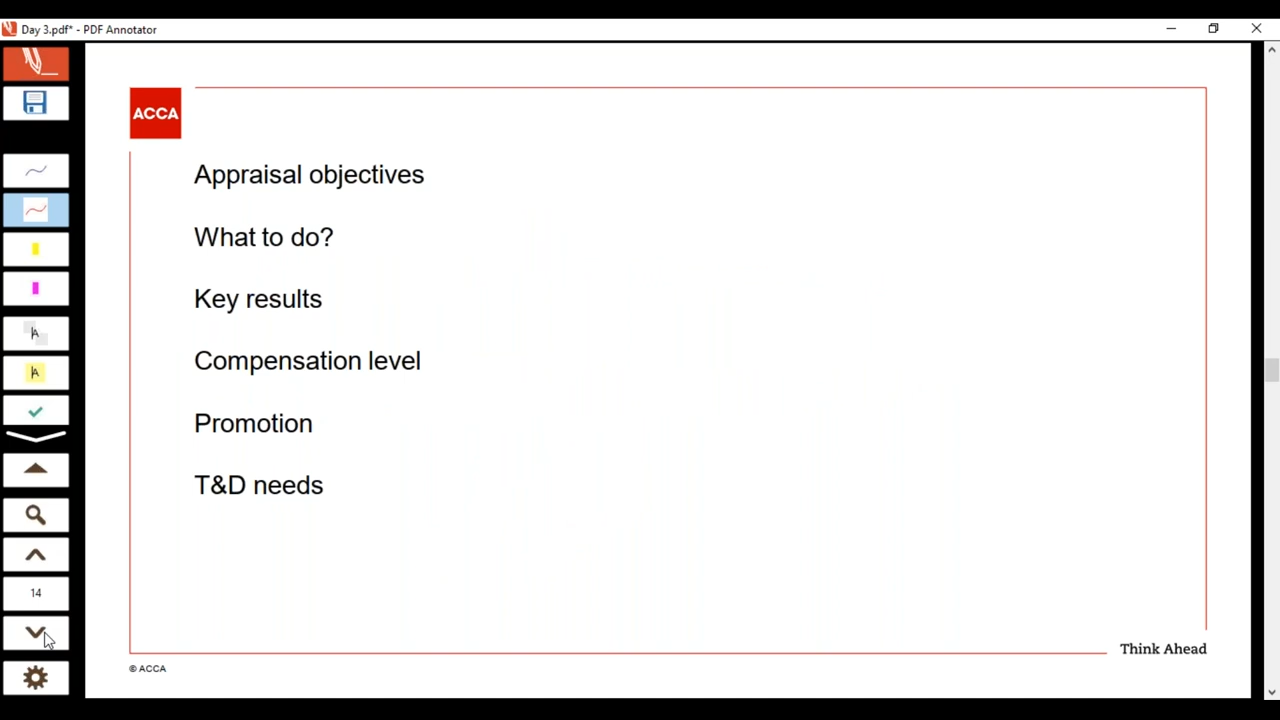 Day 3.pdf* - PDF Annotator
ACCA
Appraisal objectives
What to do?
Key results
Compensation level
Promotion
T&D needs
14
Think Ahead
© ACCA